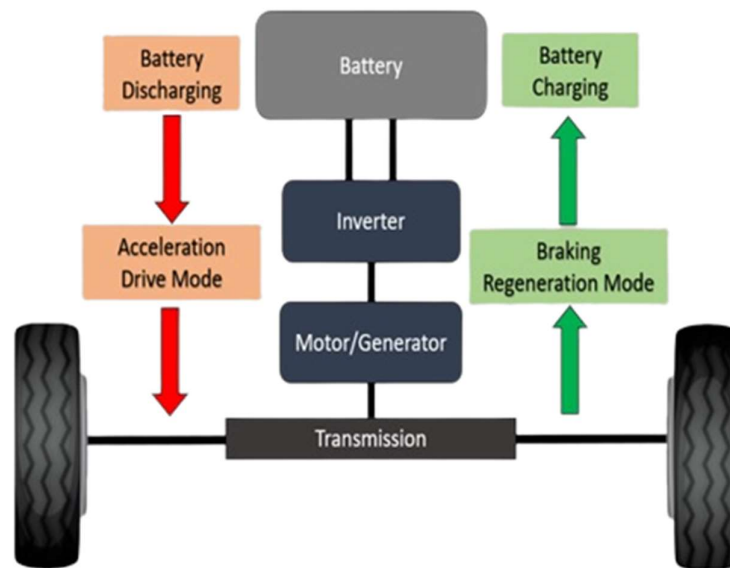 Battery
Discharging
Battery
Battery
Charging
Inverter
Acceleration
Drive Mode
Braking
Regeneration Mode
Motor/Generator
Transmission